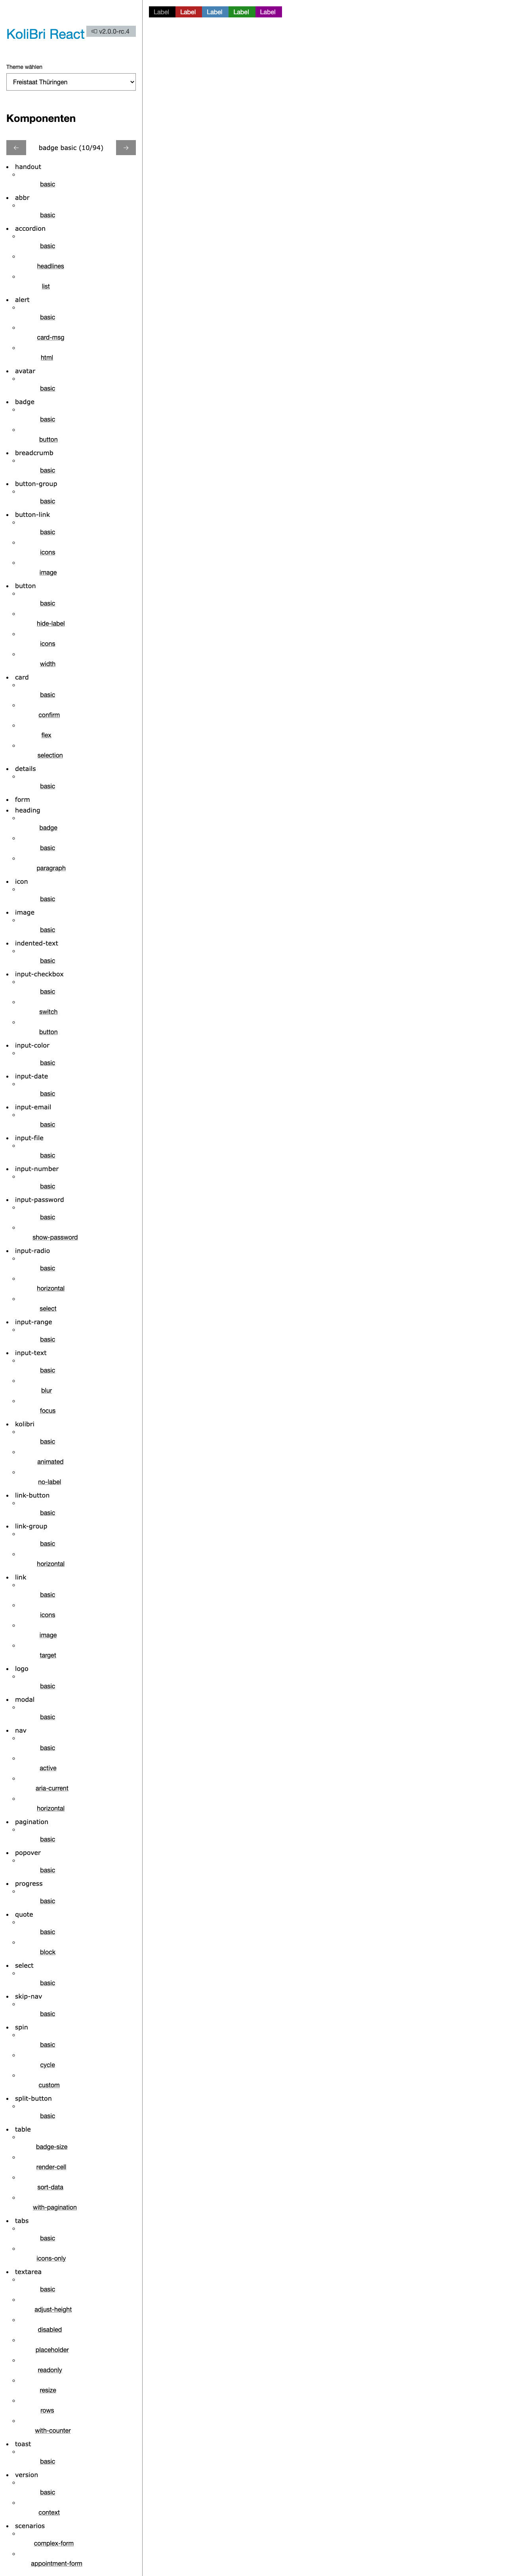 KoliBri React
v2.0.0-rc.4
Label Label Label Label Label
Theme wählen
Freistaat Thüringen
Komponenten
← badge basic (10/94) →
handout
basic
abbr
basic
accordion
basic
headlines
list
alert
basic
card-msg
html
avatar
basic
badge
basic
button
breadcrumb
basic
button-group
basic
button-link
basic
icons
image
button
basic
hide-label
icons
width
card
basic
confirm
flex
selection
details
basic
form
heading
badge
basic
paragraph
icon
basic
image
basic
indented-text
basic
input-checkbox
basic
switch
button
input-color
basic
input-date
basic
input-email
basic
input-file
basic
input-number
basic
input-password
basic
show-password
input-radio
basic
horizontal
select
input-range
basic
input-text
basic
blur
focus
kolibri
basic
animated
no-label
link-button
basic
link-group
basic
horizontal
link
basic
icons
image
target
logo
basic
modal
basic
nav
basic
active
aria-current
horizontal
pagination
basic
popover
basic
progress
basic
quote
basic
block
select
basic
skip-nav
basic
spin
basic
cycle
custom
split-button
basic
table
badge-size
render-cell
sort-data
with-pagination
tabs
basic
icons-only
textarea
basic
adjust-height
disabled
placeholder
readonly
resize
rows
with-counter
toast
basic
version
basic
context
scenarios
complex-form
appointment-form